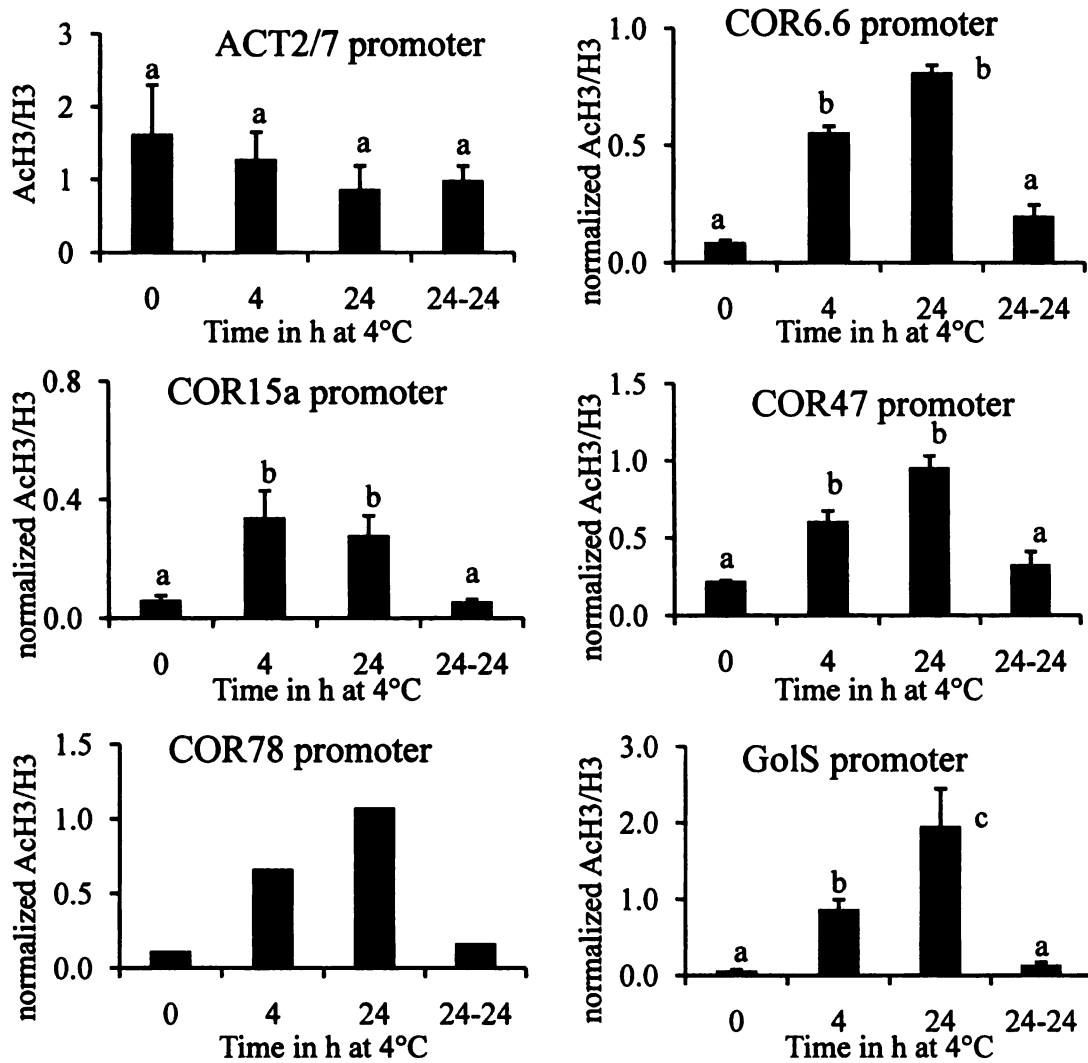 ACT2/7 promoter
AcH3/H3
3
2
1
0
a
a
a
a
0 4 24 24-24
Time in h at 4°C
COR6.6 promoter
normalized AcH3/H3
1.0
0.5
0.0
a
b
b
a
0 4 24 24-24
Time in h at 4°C
COR15a promoter
normalized AcH3/H3
0.8
0.4
0.0
a
b
b
a
0 4 24 24-24
Time in h at 4°C
COR47 promoter
normalized AcH3/H3
1.5
1.0
0.5
0.0
a
b
b
a
0 4 24 24-24
Time in h at 4°C
COR78 promoter
normalized AcH3/H3
1.5
1.0
0.5
0.0
0 4 24 24-24
Time in h at 4°C
GolS promoter
normalized AcH3/H3
3.0
2.0
1.0
0.0
a
b
c
a
0 4 24 24-24
Time in h at 4°C